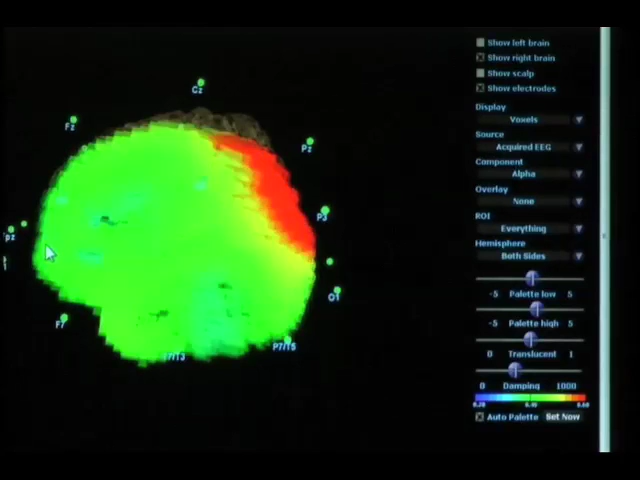 Show left brain
Show right brain
Show scalp
Show electrodes
Display
Voxels
Source
Acquired EEG
Component
Alpha
Overlay
None
ROI
Everything
Hemisphere
Both Sides
-5 Palette low 5
-5 Palette high 5
0 Translucent 1
0 Damping 1000
Auto Palette Set Now
Cz
Fz
Pz
P3
O1
F7
P7/T5